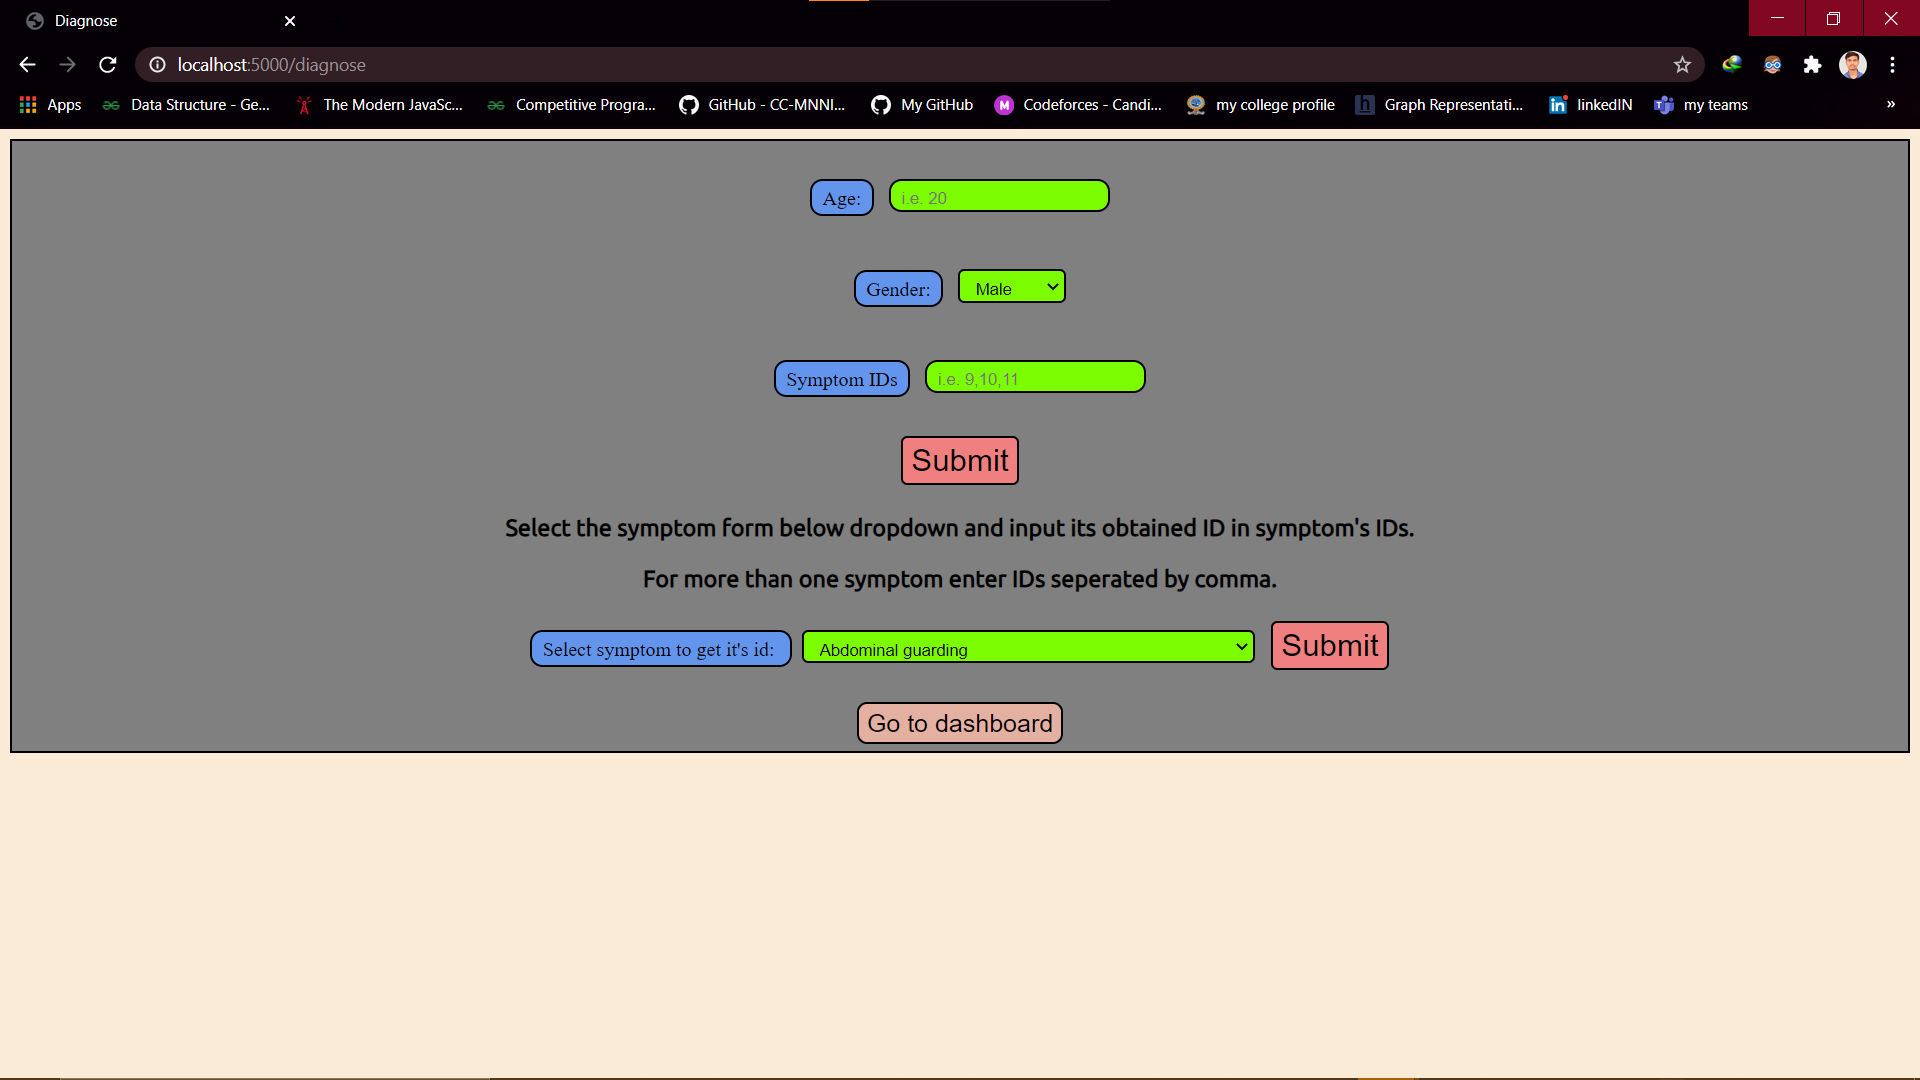 Diagnose
localhost:5000/diagnose
Apps Data Structure - Ge... The Modern JavaSc... Competitive Progra... GitHub - CC-MNNI... My GitHub Codeforces - Candi... my college profile Graph Representati... linkedIN my teams »
Age: i.e. 20
Gender: Male
Symptom IDs i.e. 9,10,11
Submit
Select the symptom form below dropdown and input its obtained ID in symptom's IDs.
For more than one symptom enter IDs seperated by comma.
Select symptom to get it's id: Abdominal guarding Submit
Go to dashboard